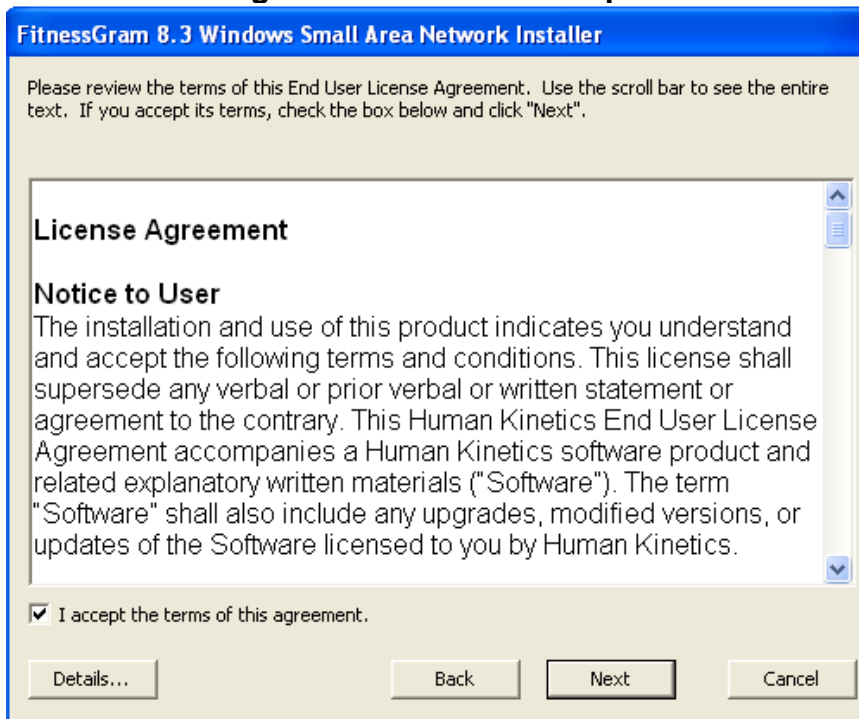 FitnessGram 8.3 Windows Small Area Network Installer
Please review the terms of this End User License Agreement. Use the scroll bar to see the entire
text. If you accept its terms, check the box below and click "Next".
License Agreement
Notice to User
The installation and use of this product indicates you understand
and accept the following terms and conditions. This license shall
supersede any verbal or prior verbal or written statement or
agreement to the contrary. This Human Kinetics End User License
Agreement accompanies a Human Kinetics software product and
related explanatory written materials ("Software"). The term
"Software" shall also include any upgrades, modified versions, or
updates of the Software licensed to you by Human Kinetics.
I accept the terms of this agreement.
Details...
Back
Next
Cancel